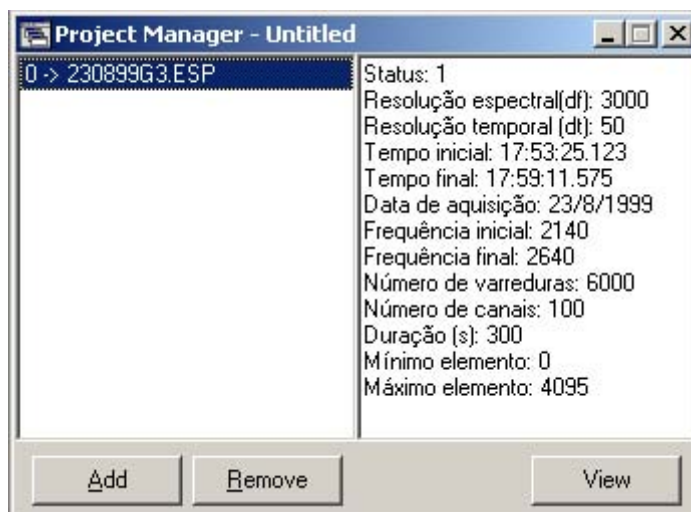 Project Manager - Untitled
0 -> 230899G3.ESP
Status: 1
Resolução espectral(df): 3000
Resolução temporal (dt): 50
Tempo inicial: 17:53:25.123
Tempo final: 17:59:11.575
Data de aquisição: 23/8/1999
Frequência inicial: 2140
Frequência final: 2640
Número de varreduras: 6000
Número de canais: 100
Duração (s): 300
Mínimo elemento: 0
Máximo elemento: 4095
Add
Remove
View